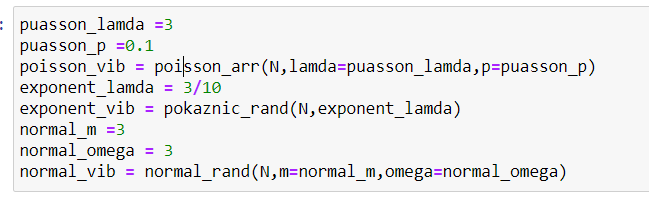 :
puasson_lamda =3
puasson_p =0.1
poisson_vib = poisson_arr(N,lamda=puasson_lamda,p=puasson_p)
exponent_lamda = 3/10
exponent_vib = pokaznic_rand(N,exponent_lamda)
normal_m =3
normal_omega = 3
normal_vib = normal_rand(N,m=normal_m,omega=normal_omega)